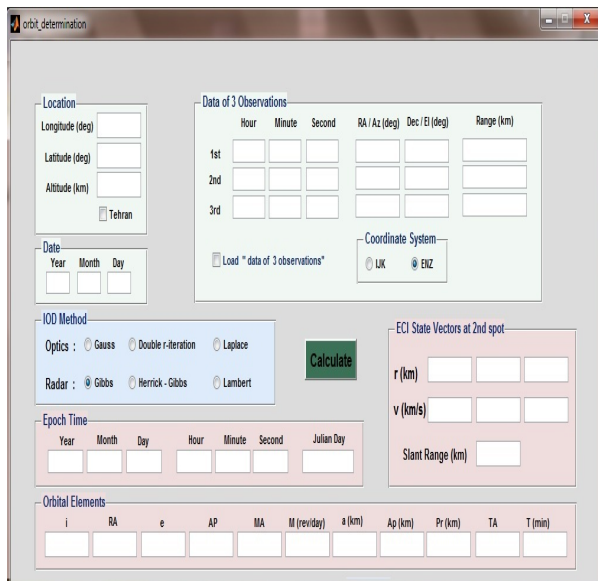 orbit_determination
Location
Longitude (deg)
Latitude (deg)
Altitude (km)
Tehran
Data of 3 Observations
Hour Minute Second RA / Az (deg) Dec / El (deg) Range (km)
1st
2nd
3rd
Load " data of 3 observations"
Coordinate System
IJK ENZ
Date
Year Month Day
IOD Method
Optics : Gauss Double r-iteration Laplace
Radar : Gibbs Herrick - Gibbs Lambert
Calculate
ECI State Vectors at 2nd spot
r (km)
v (km/s)
Slant Range (km)
Epoch Time
Year Month Day Hour Minute Second Julian Day
Orbital Elements
i RA e AP MA M (rev/day) a (km) Ap (km) Pr (km) TA T (min)